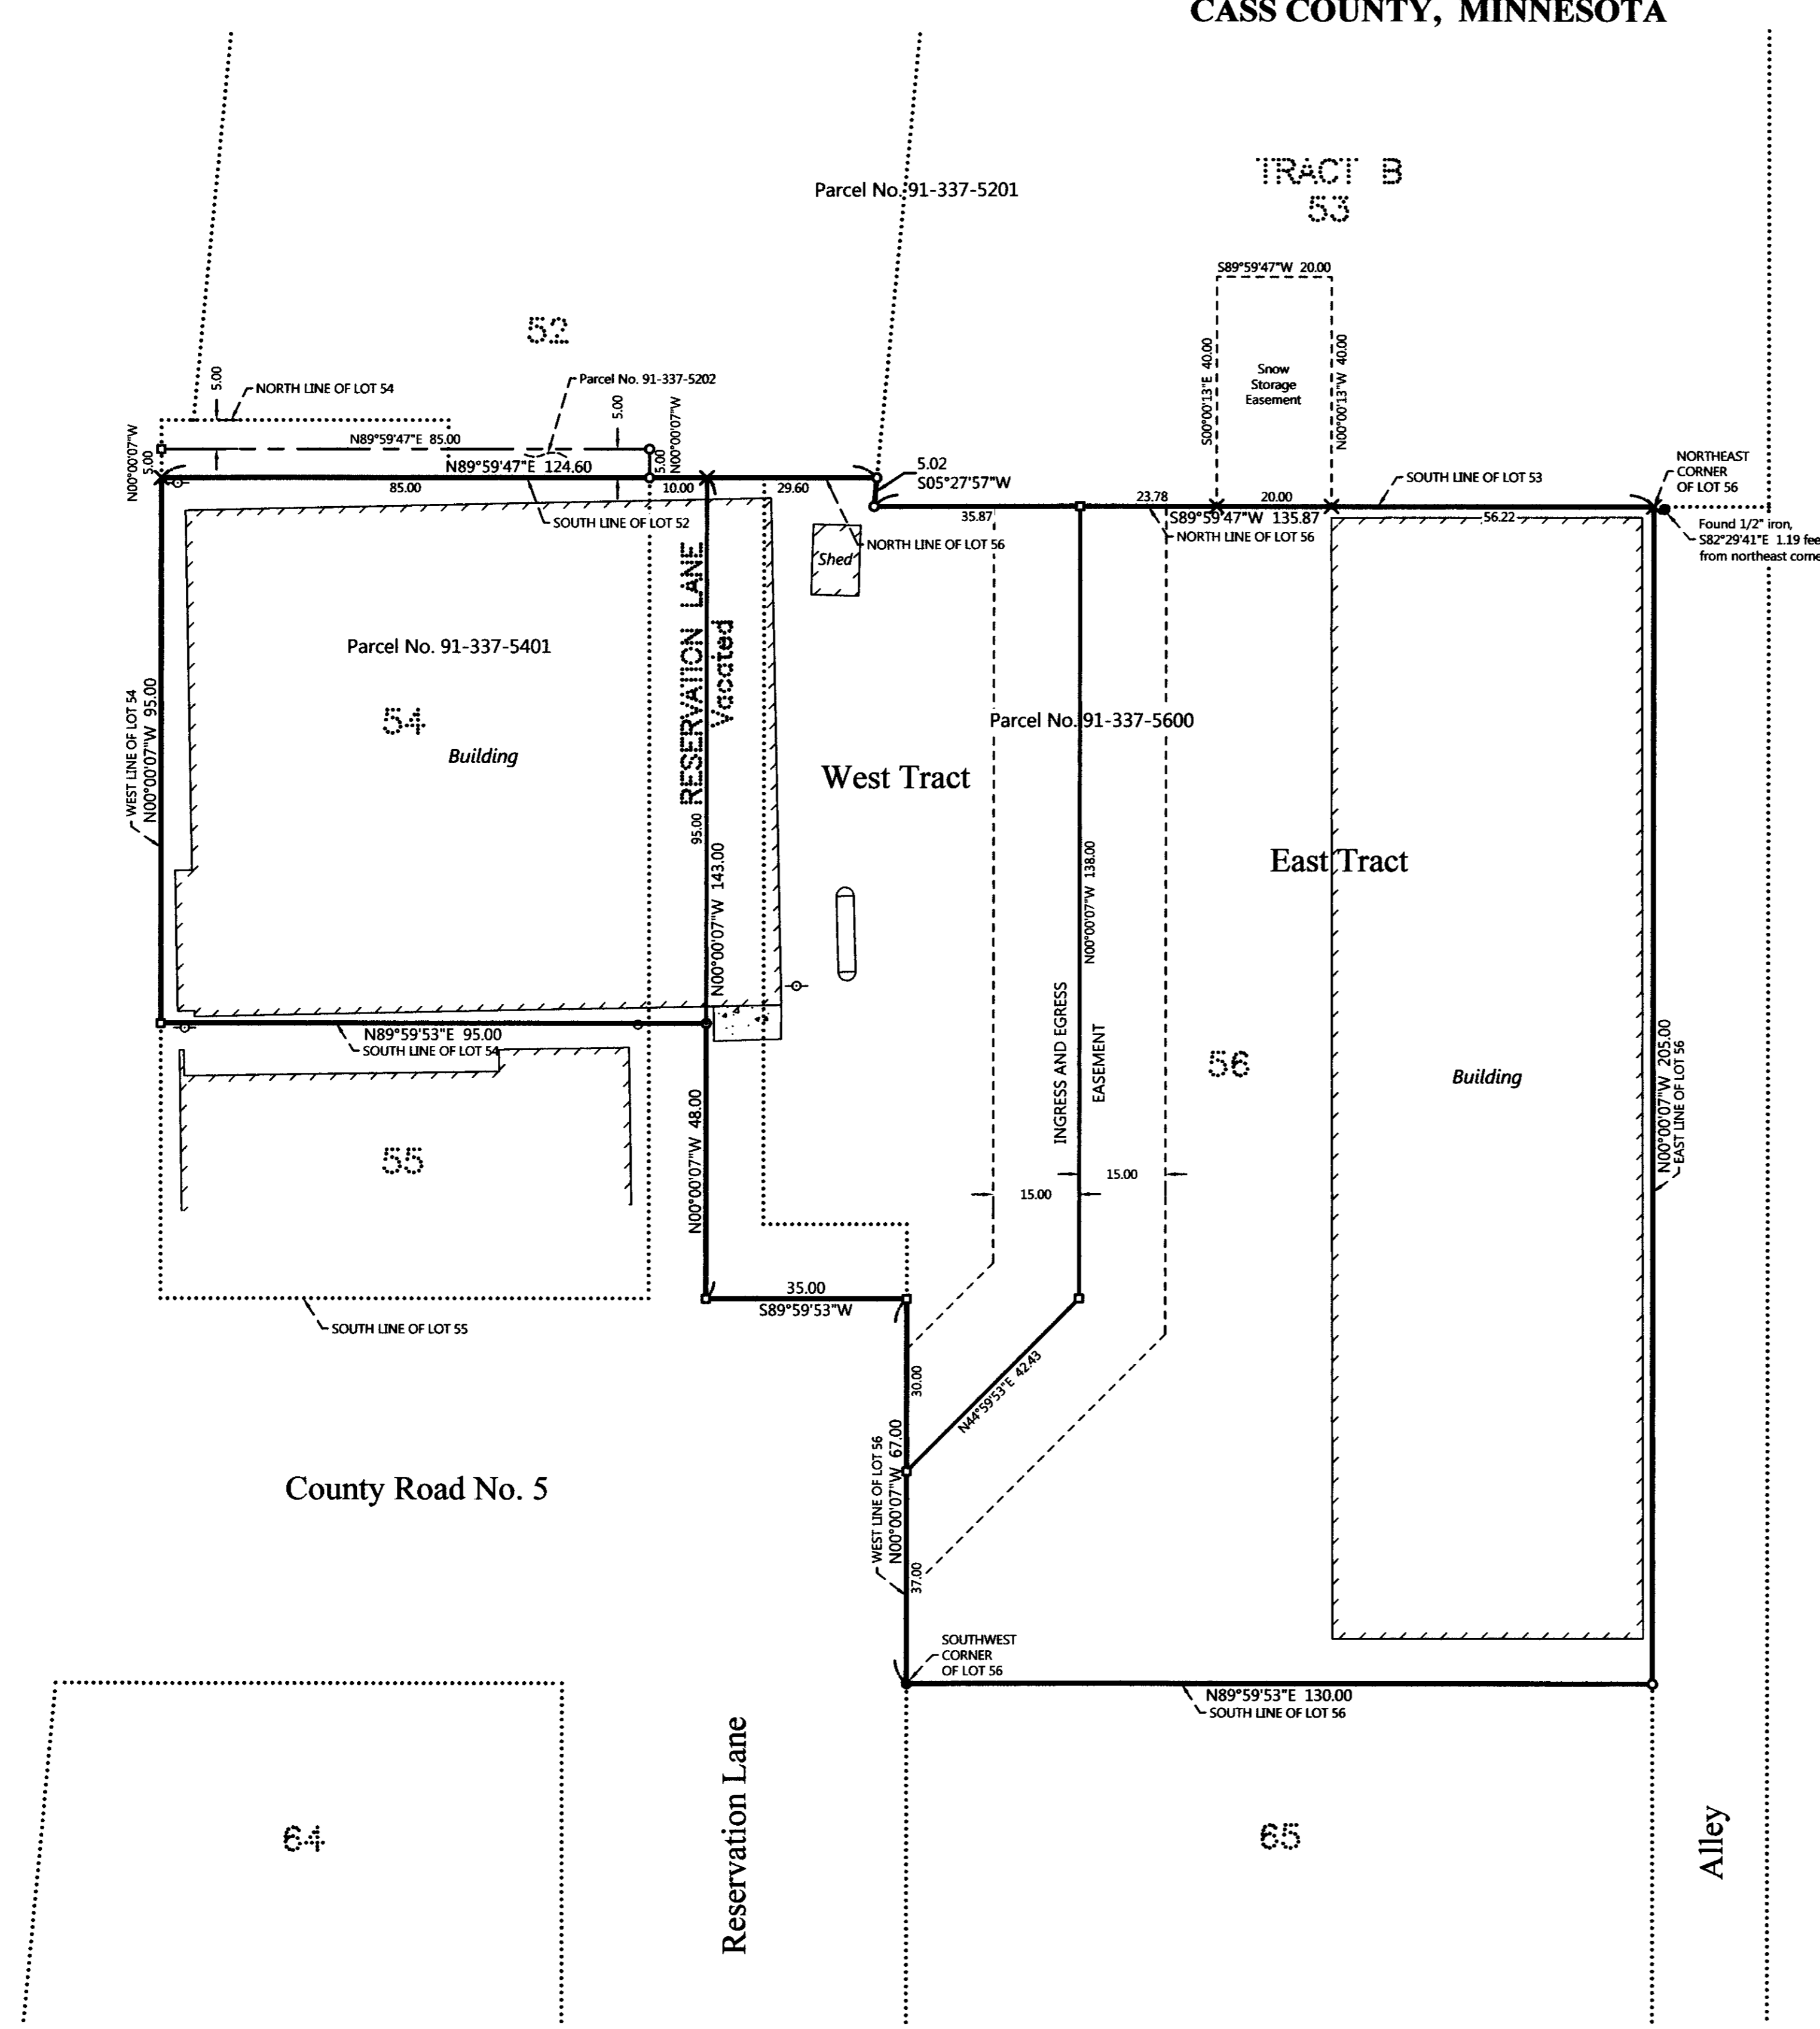 CASS COUNTY, MINNESOTA
Parcel No. 91-337-5201
TRACT B
53
S89°59'47"W 20.00
S00°00'13"E 40.00
N00°00'13"W 40.00
Snow
Storage
Easement
52
Parcel No. 91-337-5202
5.00
NORTH LINE OF LOT 54
5.00
N00°00'07"W
5.00
N00°00'07"W
5.00
N89°59'47"E 85.00
N89°59'47"E 124.60
85.00
10.00
29.60
SOUTH LINE OF LOT 52
5.02
S05°27'57"W
NORTH LINE OF LOT 56
35.87
23.78
20.00
S89°59'47"W 135.87
NORTH LINE OF LOT 56
SOUTH LINE OF LOT 53
56.22
NORTHEAST
CORNER
OF LOT 56
Found 1/2" iron,
S82°29'41"E 1.19 fee
from northeast corne
Shed
Parcel No. 91-337-5401
54
Building
WEST LINE OF LOT 54
N00°00'07"W 95.00
RESERVATION LANE
Vacated
95.00
N00°00'07"W 143.00
West Tract
Parcel No. 91-337-5600
N00°00'07"W 138.00
East Tract
INGRESS AND EGRESS
EASEMENT
56
Building
N00°00'07"W 205.00
EAST LINE OF LOT 56
N89°59'53"E 95.00
SOUTH LINE OF LOT 54
55
N00°00'07"W 48.00
15.00
15.00
35.00
S89°59'53"W
SOUTH LINE OF LOT 55
30.00
N44°59'53"E 42.43
WEST LINE OF LOT 56
N00°00'07"W 67.00
37.00
County Road No. 5
SOUTHWEST
CORNER
OF LOT 56
N89°59'53"E 130.00
SOUTH LINE OF LOT 56
64
Reservation Lane
65
Alley